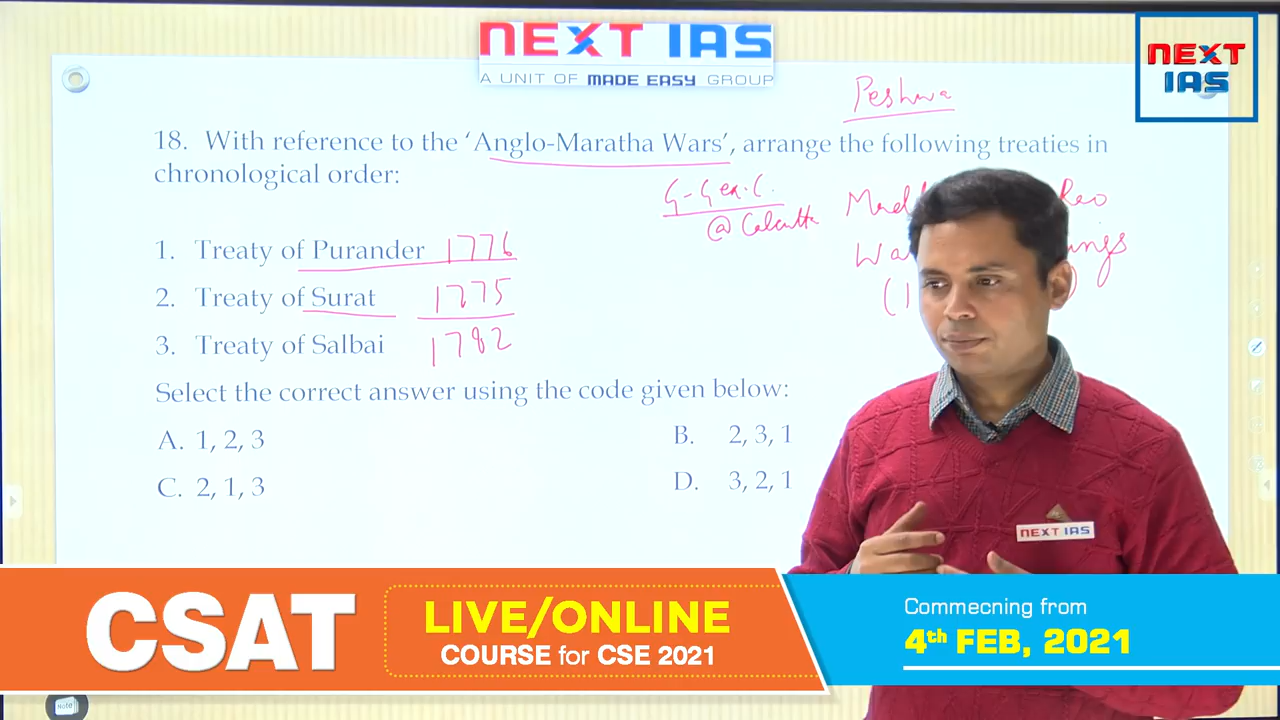 NEXT IAS
A UNIT OF MADE EASY GROUP
NEXT
IAS
Peshwa
18. With reference to the ‘Anglo-Maratha Wars’, arrange the following treaties in
chronological order:
G-Gen. C.
@ Calcutta
1. Treaty of Purander 1776
2. Treaty of Surat 1775
3. Treaty of Salbai 1782
Select the correct answer using the code given below:
A. 1, 2, 3
B. 2, 3, 1
C. 2, 1, 3
D. 3, 2, 1
NEXT IAS
CSAT
LIVE/ONLINE
COURSE for CSE 2021
Commecning from
4th FEB, 2021
Note